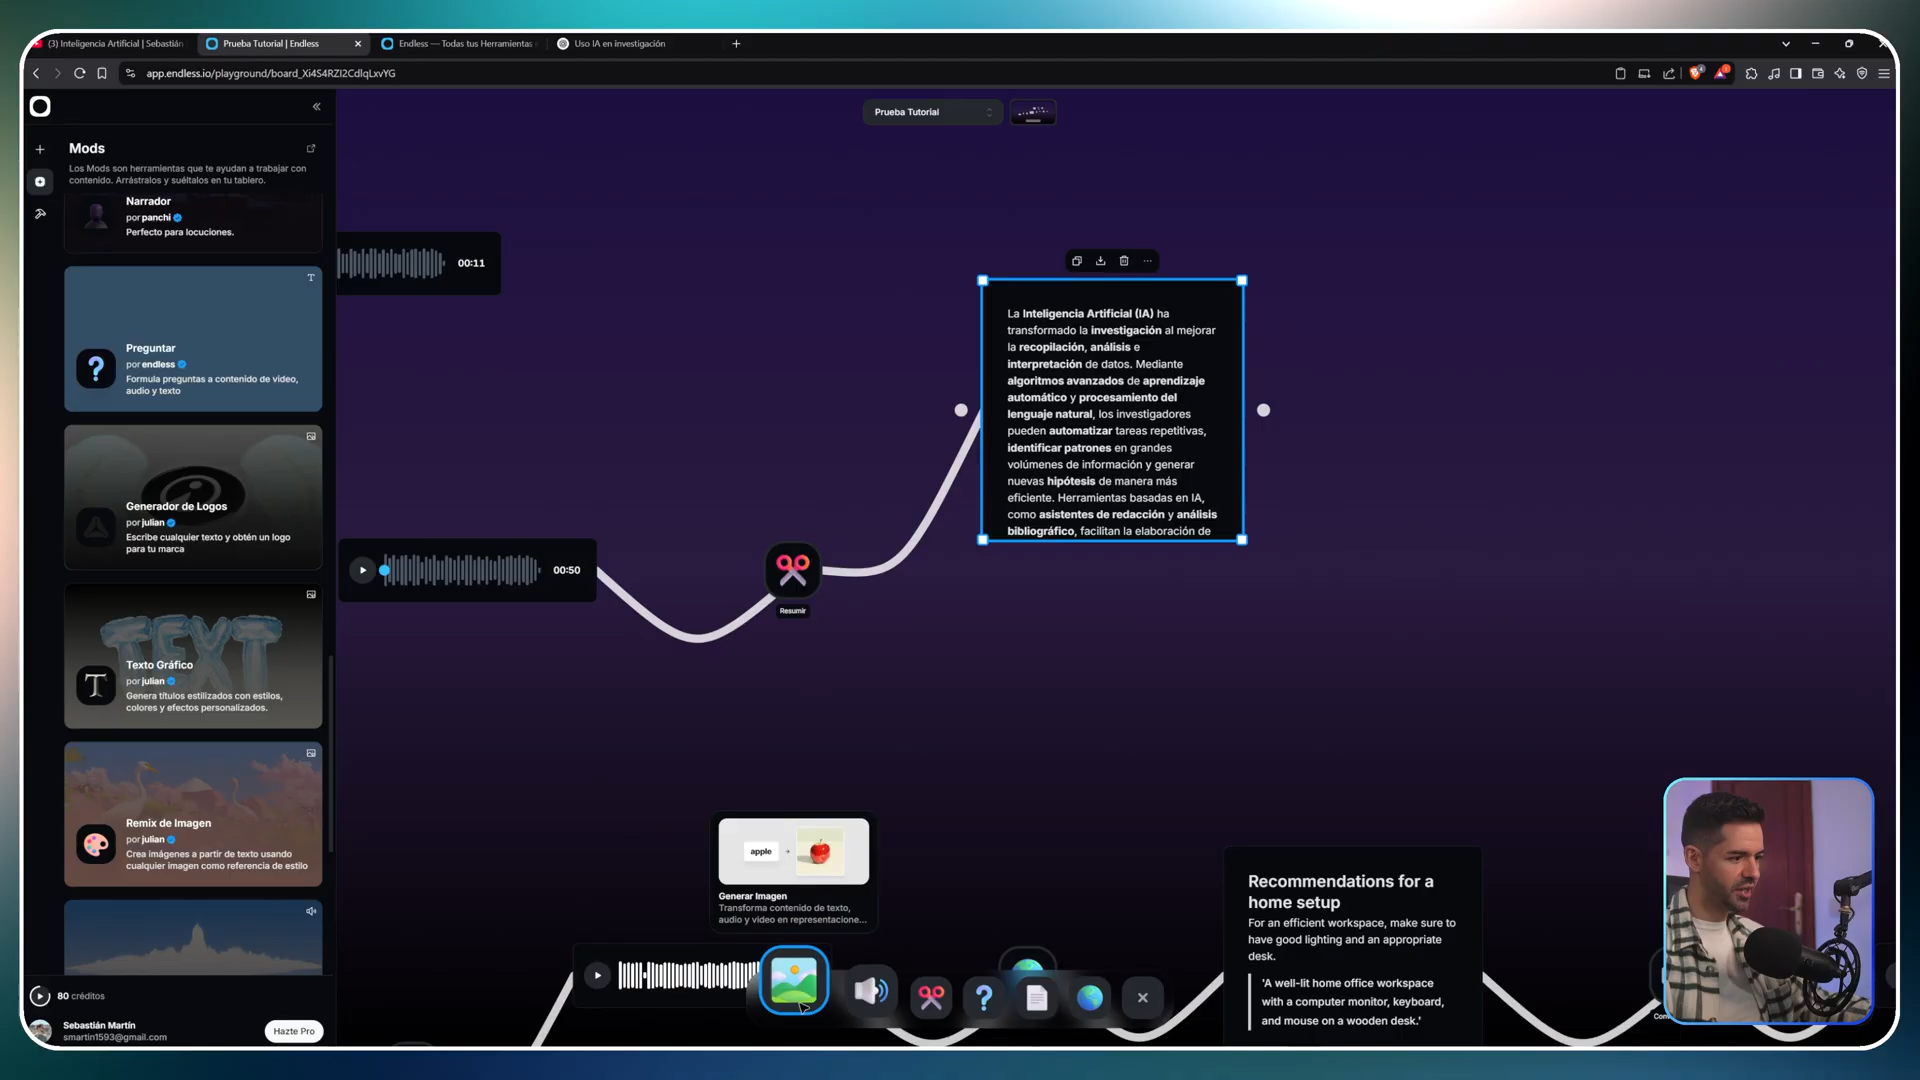 (3) Inteligencia Artificial | Sebastián
Prueba Tutorial | Endless
Endless — Todas tus Herramientas
Uso IA en investigación
app.endless.io/playground/board_Xi4S4RZI2CdlqLxvYG
Prueba Tutorial
Mods
Los Mods son herramientas que te ayudan a trabajar con
contenido. Arrástralos y suéltalos en tu tablero.
Narrador
por panchi
Perfecto para locuciones.
Preguntar
por endless
Formula preguntas a contenido de video,
audio y texto
Generador de Logos
por julian
Escribe cualquier texto y obtén un logo
para tu marca
TEXT
Texto Gráfico
por julian
Genera títulos estilizados con estilos,
colores y efectos personalizados.
Remix de Imagen
por julian
Crea imágenes a partir de texto usando
cualquier imagen como referencia de estilo
80 créditos
Sebastián Martín
smartin1593@gmail.com
Hazte Pro
00:11
00:50
Resumir
La Inteligencia Artificial (IA) ha
transformado la investigación al mejorar
la recopilación, análisis e
interpretación de datos. Mediante
algoritmos avanzados de aprendizaje
automático y procesamiento del
lenguaje natural, los investigadores
pueden automatizar tareas repetitivas,
identificar patrones en grandes
volúmenes de información y generar
nuevas hipótesis de manera más
eficiente. Herramientas basadas en IA,
como asistentes de redacción y análisis
bibliográfico, facilitan la elaboración de
apple
Generar Imagen
Transforma contenido de texto,
audio y video en representacione...
Recommendations for a
home setup
For an efficient workspace, make sure to
have good lighting and an appropriate
desk.
'A well-lit home office workspace
with a computer monitor, keyboard,
and mouse on a wooden desk.'